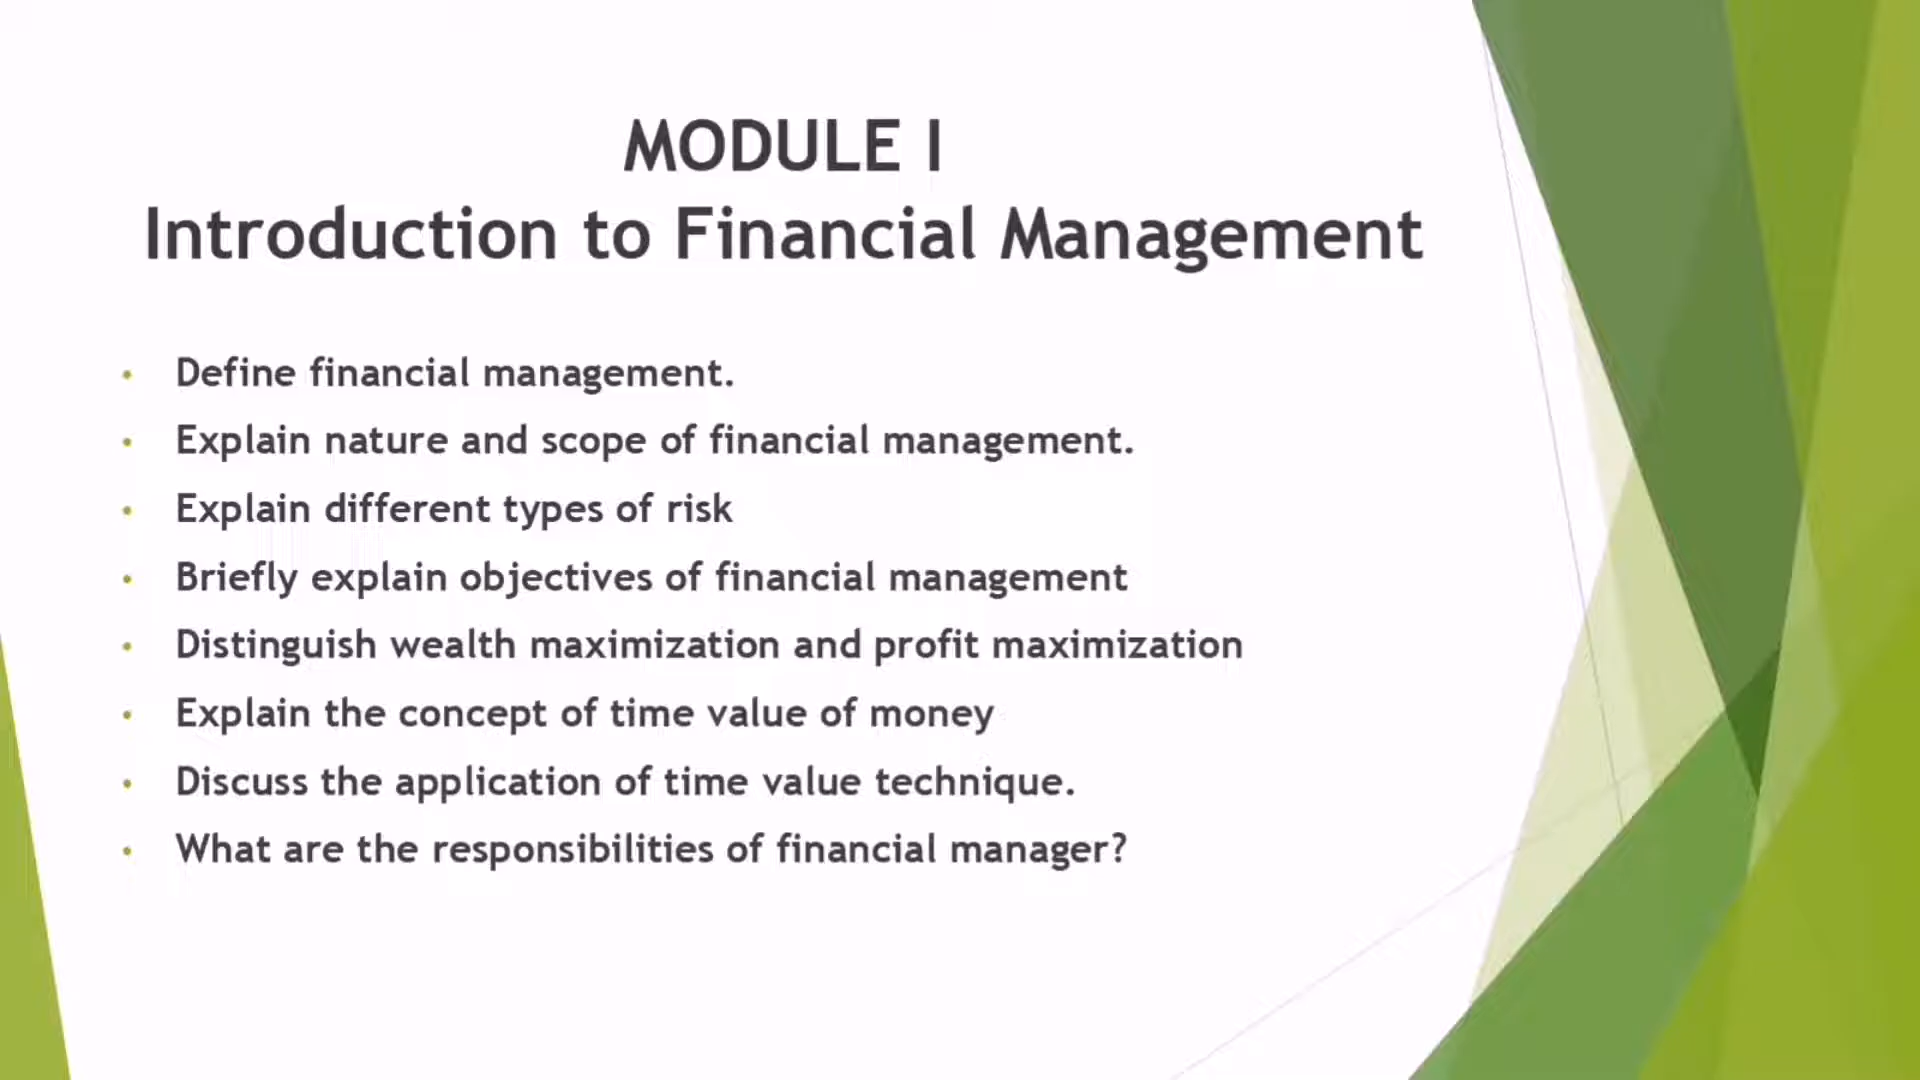 MODULE I
Introduction to Financial Management
• Define financial management.
• Explain nature and scope of financial management.
• Explain different types of risk
• Briefly explain objectives of financial management
• Distinguish wealth maximization and profit maximization
• Explain the concept of time value of money
• Discuss the application of time value technique.
• What are the responsibilities of financial manager?